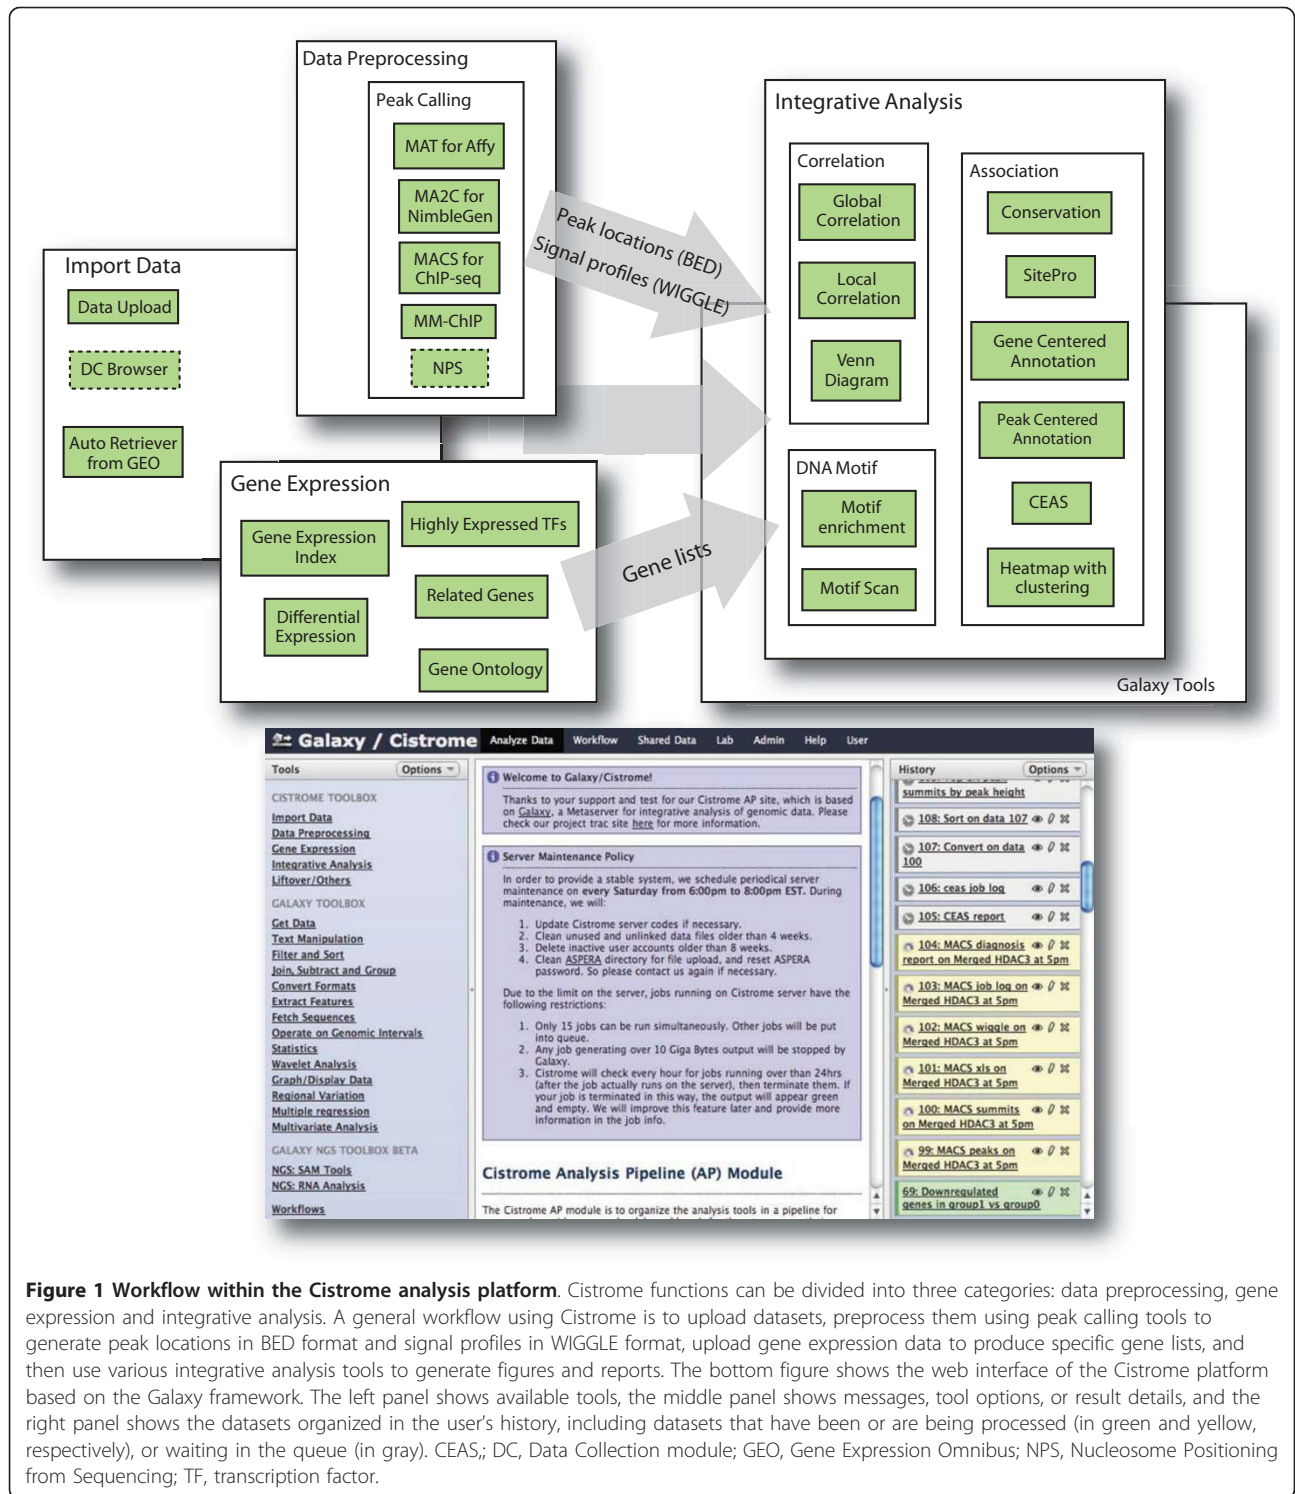 Data Preprocessing
Peak Calling
MAT for Affy
MA2C for
NimbleGen
MACS for
ChIP-seq
MM-ChIP
NPS
Import Data
Data Upload
DC Browser
Auto Retriever
from GEO
Gene Expression
Gene Expression
Index
Differential
Expression
Highly Expressed TFs
Related Genes
Gene Ontology
Peak locations (BED)
Signal profiles (WIGGLE)
Gene lists
Integrative Analysis
Correlation
Global
Correlation
Local
Correlation
Venn
Diagram
DNA Motif
Motif
enrichment
Motif Scan
Association
Conservation
SitePro
Gene Centered
Annotation
Peak Centered
Annotation
CEAS
Heatmap with
clustering
Galaxy Tools
Galaxy / Cistrome
Analyze Data Workflow Shared Data Lab Admin Help User
Tools Options
CISTROME TOOLBOX
Import Data
Data Preprocessing
Gene Expression
Integrative Analysis
Liftover/Others
GALAXY TOOLBOX
Get Data
Text Manipulation
Filter and Sort
Join, Subtract and Group
Convert Formats
Extract Features
Fetch Sequences
Operate on Genomic Intervals
Statistics
Wavelet Analysis
Graph/Display Data
Regional Variation
Multiple regression
Multivariate Analysis
GALAXY NGS TOOLBOX BETA
NGS: SAM Tools
NGS: RNA Analysis
Workflows
Welcome to Galaxy/Cistrome!
Thanks to your support and test for our Cistrome AP site, which is based
on Galaxy, a Metaserver for integrative analysis of genomic data. Please
check our project trac site here for more information.
Server Maintenance Policy
In order to provide a stable system, we schedule periodical server
maintenance on every Saturday from 6:00pm to 8:00pm EST. During
maintenance, we will:
1. Update Cistrome server codes if necessary.
2. Clean unused and unlinked data files older than 4 weeks.
3. Delete inactive user accounts older than 8 weeks.
4. Clean ASPERA directory for file upload, and reset ASPERA
password. So please contact us again if necessary.
Due to the limit on the server, jobs running on Cistrome server have the
following restrictions:
1. Only 15 jobs can be run simultaneously. Other jobs will be put
into queue.
2. Any job generating over 10 Giga Bytes output will be stopped by
Galaxy.
3. Cistrome will check every hour for jobs running over than 24hrs
(after the job actually runs on the server), then terminate them. If
your job is terminated in this way, the output will appear green
and empty. We will improve this feature later and provide more
information in the job info.
Cistrome Analysis Pipeline (AP) Module
The Cistrome AP module is to organize the analysis tools in a pipeline for
History Options
summits by peak height
108: Sort on data 107
107: Convert on data
100
106: ceas job log
105: CEAS report
104: MACS diagnosis
report on Merged HDAC3 at 5pm
103: MACS job log on
Merged HDAC3 at 5pm
102: MACS wiggle on
Merged HDAC3 at 5pm
101: MACS xls on
Merged HDAC3 at 5pm
100: MACS summits
on Merged HDAC3 at 5pm
99: MACS peaks on
Merged HDAC3 at 5pm
69: Downregulated
genes in group1 vs group0
Figure 1 Workflow within the Cistrome analysis platform. Cistrome functions can be divided into three categories: data preprocessing, gene
expression and integrative analysis. A general workflow using Cistrome is to upload datasets, preprocess them using peak calling tools to
generate peak locations in BED format and signal profiles in WIGGLE format, upload gene expression data to produce specific gene lists, and
then use various integrative analysis tools to generate figures and reports. The bottom figure shows the web interface of the Cistrome platform
based on the Galaxy framework. The left panel shows available tools, the middle panel shows messages, tool options, or result details, and the
right panel shows the datasets organized in the user's history, including datasets that have been or are being processed (in green and yellow,
respectively), or waiting in the queue (in gray). CEAS,; DC, Data Collection module; GEO, Gene Expression Omnibus; NPS, Nucleosome Positioning
from Sequencing; TF, transcription factor.